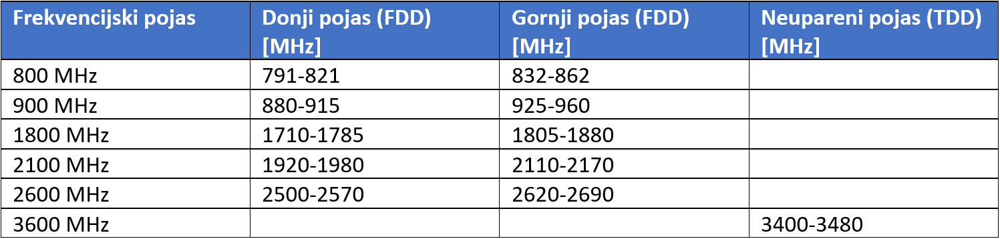 Frekvencijski pojas Donji pojas (FDD) Gornji pojas (FDD) Neupareni pojas (TDD)
[MHz] [MHz] [MHz]
800 MHz 791-821 832-862
900 MHz 880-915 925-960
1800 MHz 1710-1785 1805-1880
2100 MHz 1920-1980 2110-2170
2600 MHz 2500-2570 2620-2690
3600 MHz 3400-3480